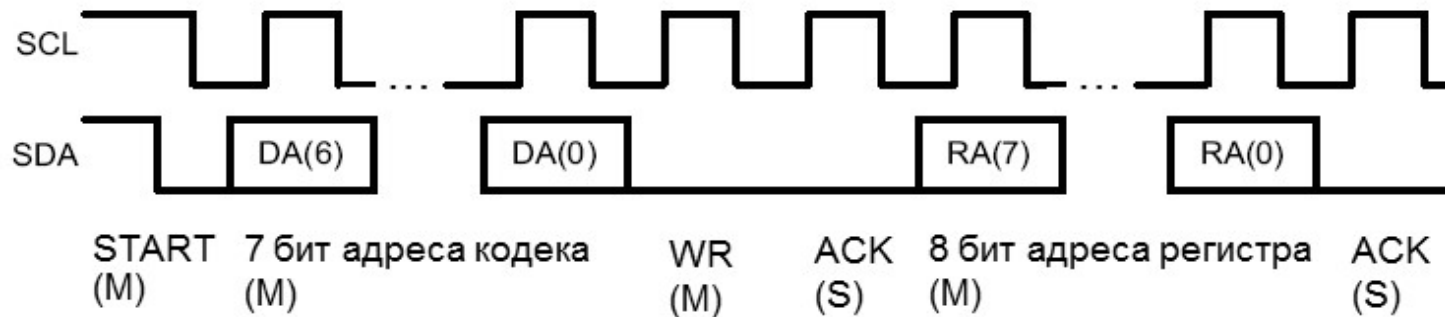 SCL
... ...
SDA DA(6) DA(0) RA(7) RA(0)
START 7 бит адреса кодека WR ACK 8 бит адреса регистра ACK
(M) (M) (M) (S) (M) (S)